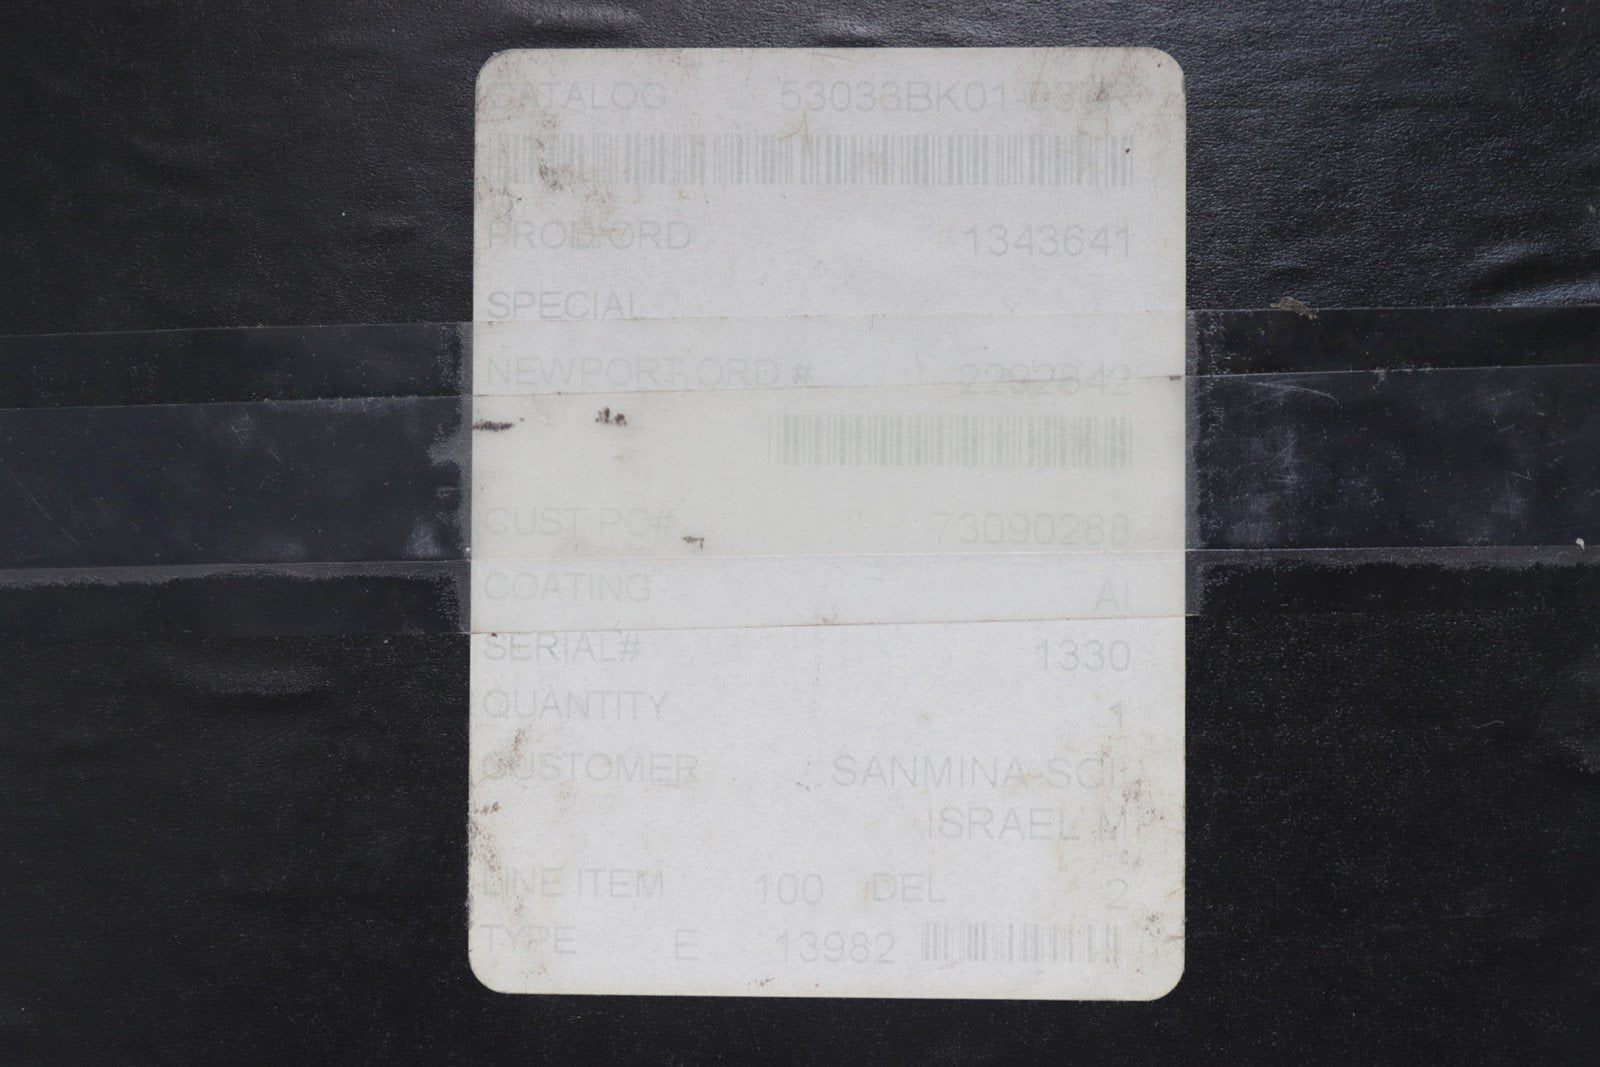 CATALOG
PROD ORD 1343641
SPECIAL
NEWPORT ORD # 2292842
CUST PO# 73090288
COATING Al
SERIAL# 1330
QUANTITY 1
CUSTOMER SANMINA SCI
ISRAEL M
LINE ITEM 100 DEL 2
TYPE E 13982